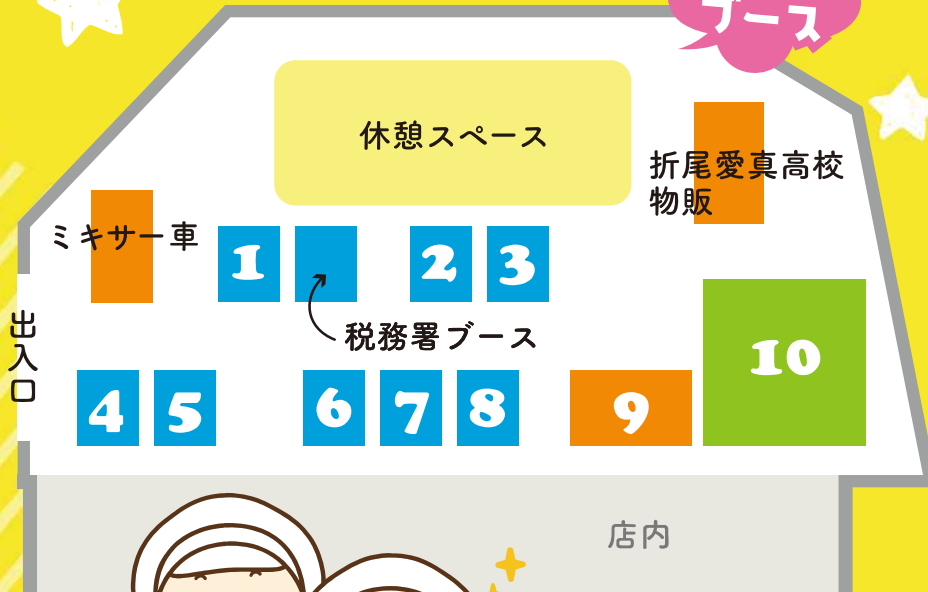 ブース
休憩スペース
折尾愛真高校
物販
ミキサー車
1
2
3
税務署ブース
出入口
4
5
6
7
8
9
10
店内